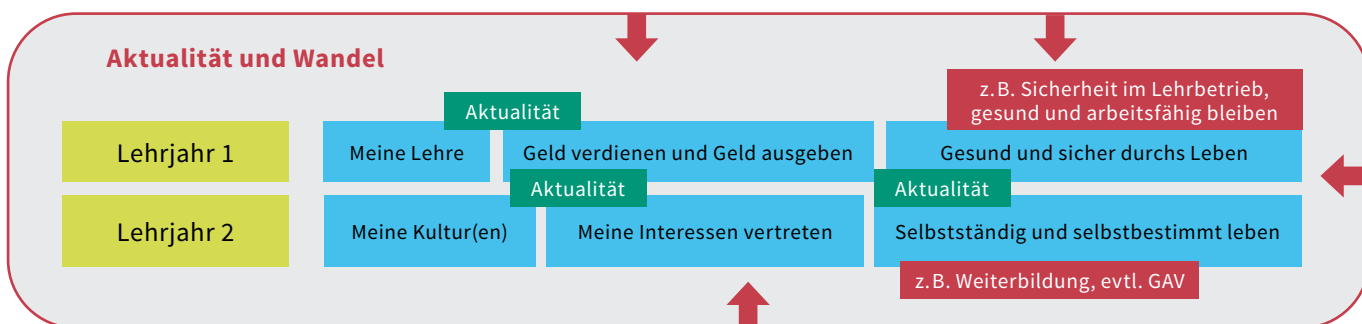 Aktualität und Wandel
z.B. Sicherheit im Lehrbetrieb,
gesund und arbeitsfähig bleiben
Aktualität
Lehrjahr 1
Meine Lehre
Geld verdienen und Geld ausgeben
Gesund und sicher durchs Leben
Aktualität
Aktualität
Lehrjahr 2
Meine Kultur(en)
Meine Interessen vertreten
Selbstständig und selbstbestimmt leben
z.B. Weiterbildung, evtl. GAV